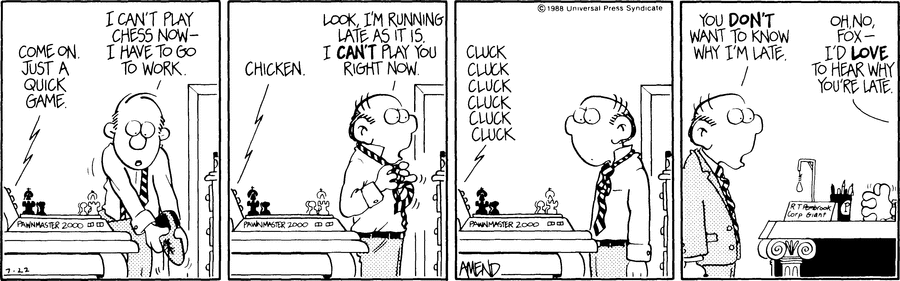 COME ON.
JUST A
QUICK
GAME.
I CAN'T PLAY
CHESS NOW—
I HAVE TO GO
TO WORK.
PAWNMASTER 2000
7-22
CHICKEN.
LOOK, I'M RUNNING
LATE AS IT IS.
I CAN'T PLAY YOU
RIGHT NOW.
PAWNMASTER 2000
©1988 Universal Press Syndicate
CLUCK
CLUCK
CLUCK
CLUCK
CLUCK
CLUCK
PAWNMASTER 2000
AMEND
YOU DON'T
WANT TO KNOW
WHY I'M LATE.
OH, NO,
FOX—
I'D LOVE
TO HEAR WHY
YOU'RE LATE.
R T Pembrook
Corp Giant